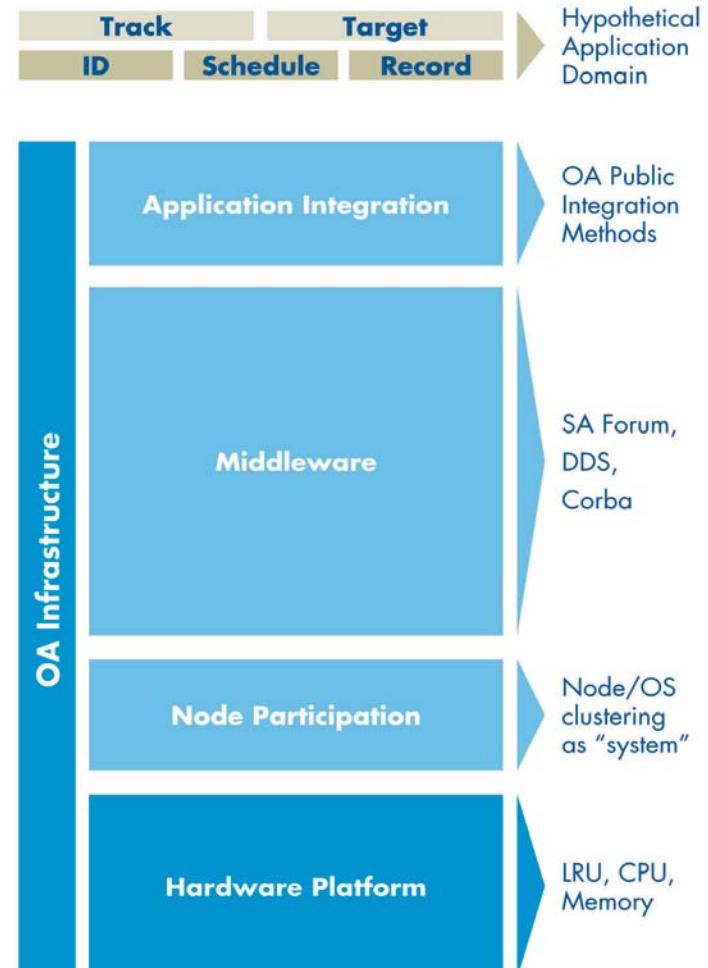 Track
Target
Hypothetical
Application
Domain
ID
Schedule
Record
OA Infrastructure
Application Integration
OA Public
Integration
Methods
Middleware
SA Forum,
DDS,
Corba
Node Participation
Node/OS
clustering
as “system”
Hardware Platform
LRU, CPU,
Memory